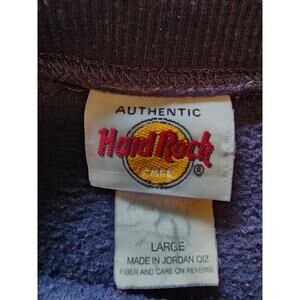 AUTHENTIC
Hard Rock
CAFE
®
LARGE
MADE IN JORDAN QIZ
FIBER AND CARE ON REVERSE